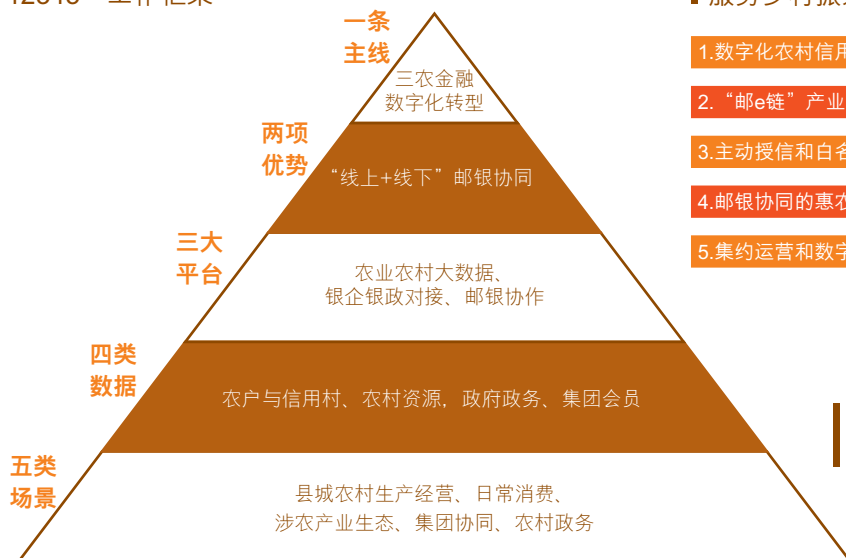 一条
主线
三农金融
数字化转型
两项
优势
“线上+线下”邮银协同
三大
平台
农业农村大数据、
银企银政对接、邮银协作
四类
数据
农户与信用村、农村资源，政府政务、集团会员
五类
场景
县城农村生产经营、日常消费、
涉农产业生态、集团协同、农村政务
1.数字化农村信用
2.“邮e链”产业
3.主动授信和白名
4.邮银协同的惠农
5.集约运营和数字